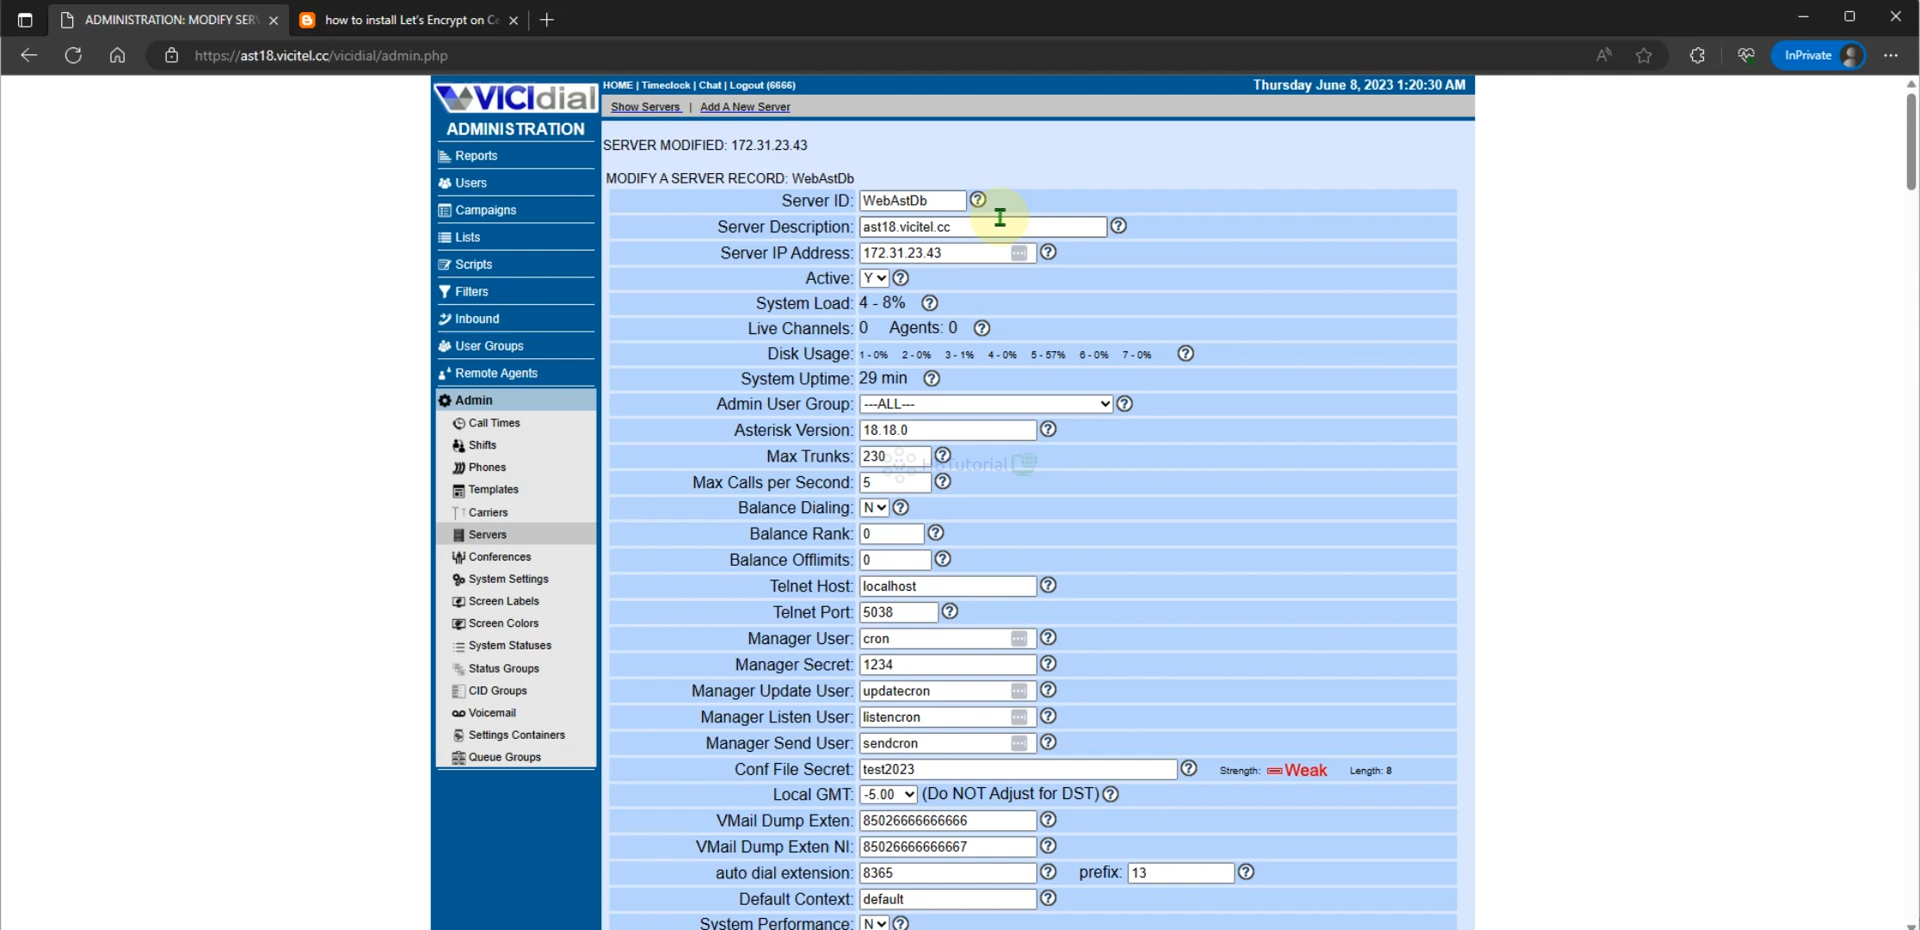 ADMINISTRATION: MODIFY SER
how to install Let's Encrypt on Ce
https://ast18.vicitel.cc/vicidial/admin.php
InPrivate
VICIdial
HOME | Timeclock | Chat | Logout (6666)
Thursday June 8, 2023 1:20:30 AM
Show Servers | Add A New Server
ADMINISTRATION
Reports
Users
Campaigns
Lists
Scripts
Filters
Inbound
User Groups
Remote Agents
Admin
Call Times
Shifts
Phones
Templates
Carriers
Servers
Conferences
System Settings
Screen Labels
Screen Colors
System Statuses
Status Groups
CID Groups
Voicemail
Settings Containers
Queue Groups
SERVER MODIFIED: 172.31.23.43
MODIFY A SERVER RECORD: WebAstDb
Server ID: WebAstDb
Server Description: ast18.vicitel.cc
Server IP Address: 172.31.23.43
Active: Y
System Load: 4 - 8%
Live Channels: 0 Agents: 0
Disk Usage: 1 - 0% 2 - 0% 3 - 1% 4 - 0% 5 - 57% 6 - 0% 7 - 0%
System Uptime: 29 min
Admin User Group: ---ALL---
Asterisk Version: 18.18.0
Max Trunks: 230
Tutorial
Max Calls per Second: 5
Balance Dialing: N
Balance Rank: 0
Balance Offlimits: 0
Telnet Host: localhost
Telnet Port: 5038
Manager User: cron
Manager Secret: 1234
Manager Update User: updatecron
Manager Listen User: listencron
Manager Send User: sendcron
Conf File Secret: test2023 Strength: Weak Length: 8
Local GMT: -5.00 (Do NOT Adjust for DST)
VMail Dump Exten: 85026666666666
VMail Dump Exten NI: 85026666666667
auto dial extension: 8365 prefix: 13
Default Context: default
System Performance: N